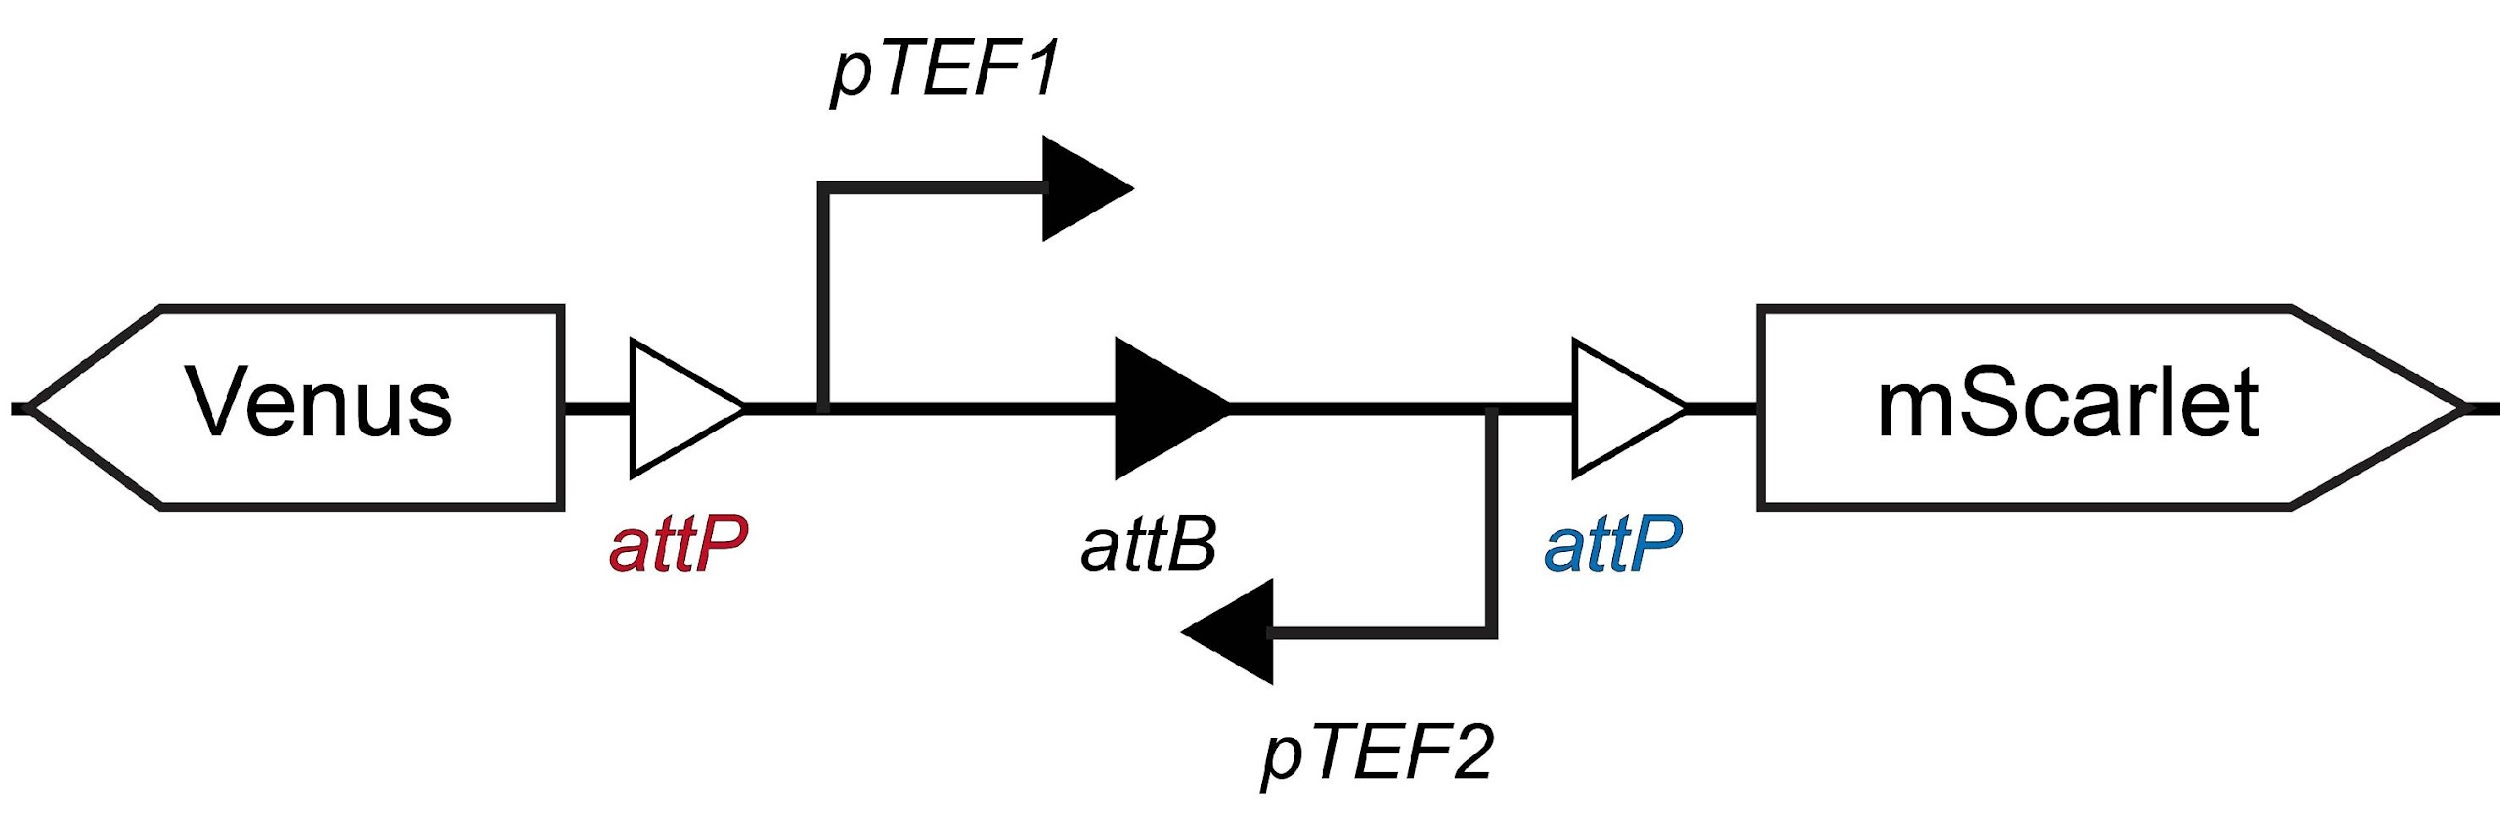 pTEF1
Venus
mScarlet
attP
attB
attP
pTEF2